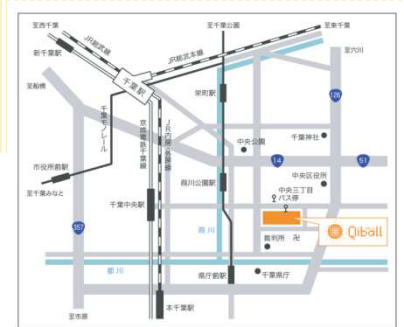 至西千葉
至千葉公園
至東千葉
JR総武線
新千葉駅
JR総武本線
千葉駅
至穴川
至船橋
栄町駅
126
千葉モノレール
京成電鉄千葉線
JR内房・外房線
中央公園
千葉神社
14
51
市役所前駅
至千葉みなと
葭川公園駅
中央区役所
中央三丁目
バス停
千葉中央駅
357
葭川
Qiball
裁判所
卍
都川
県庁前駅
千葉県庁
本千葉駅
至市原